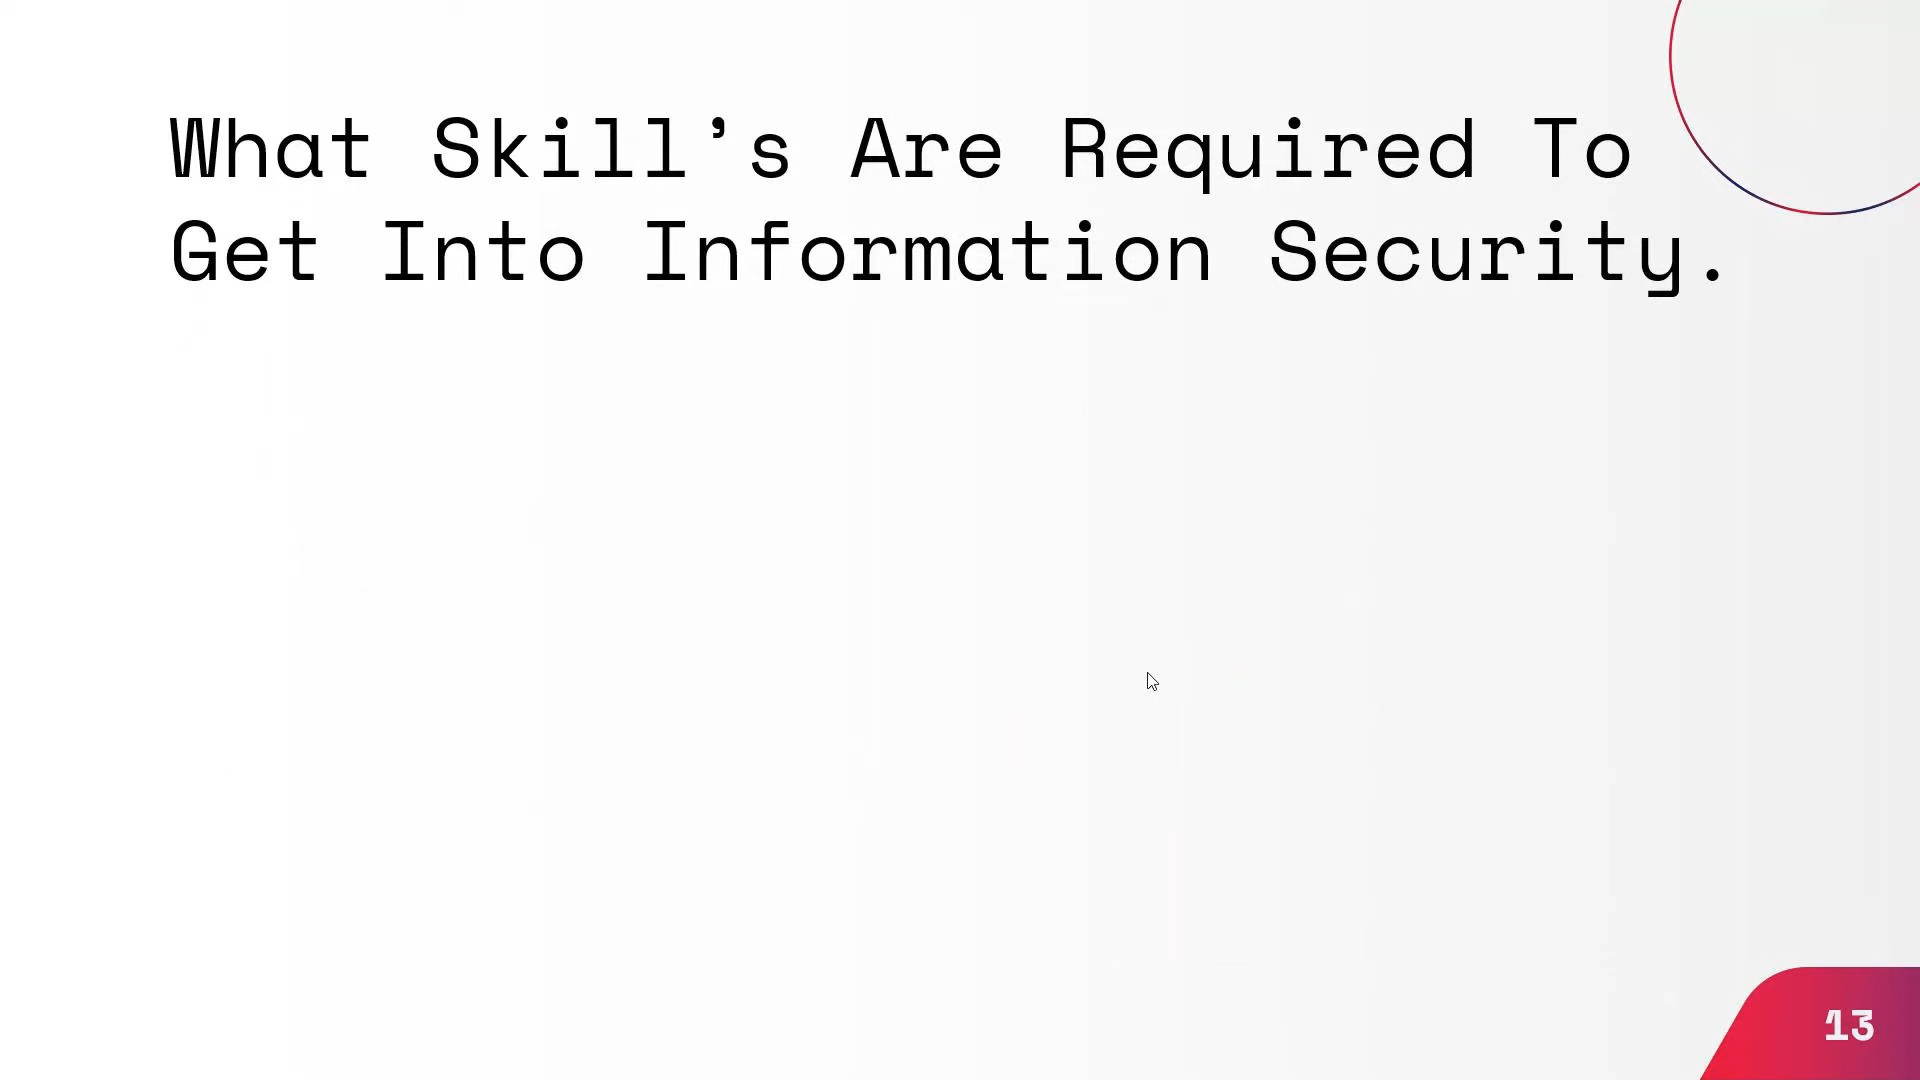 What Skill’s Are Required To
Get Into Information Security.
13